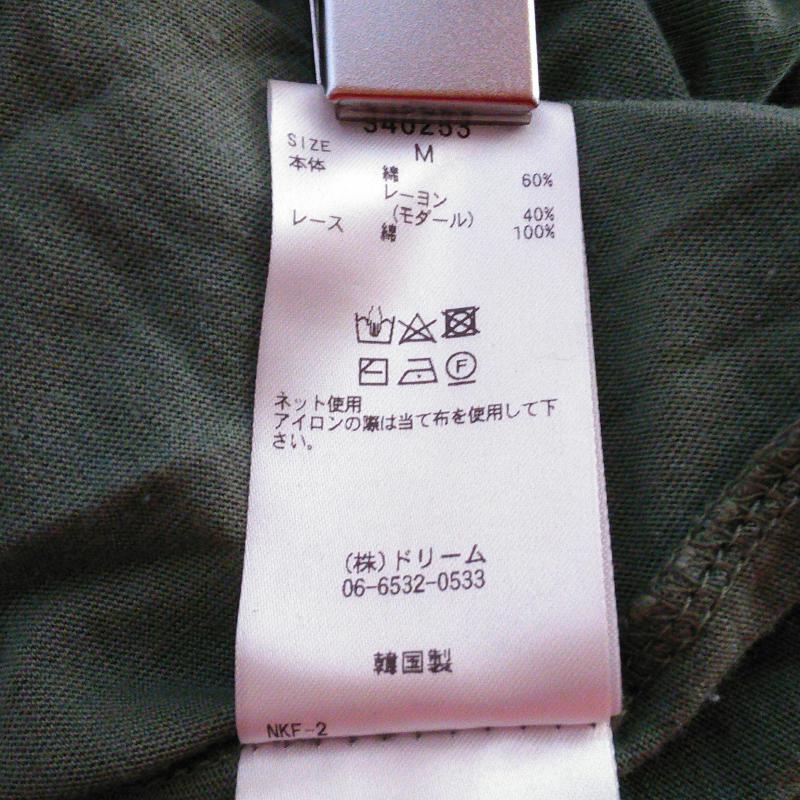 340253
SIZE M
本体 綿 60%
レーヨン
(モダール) 40%
レース 綿 100%
F
ネット使用
アイロンの際は当て布を使用して下
さい。
(株)ドリーム
06-6532-0533
韓国製
NKF-2